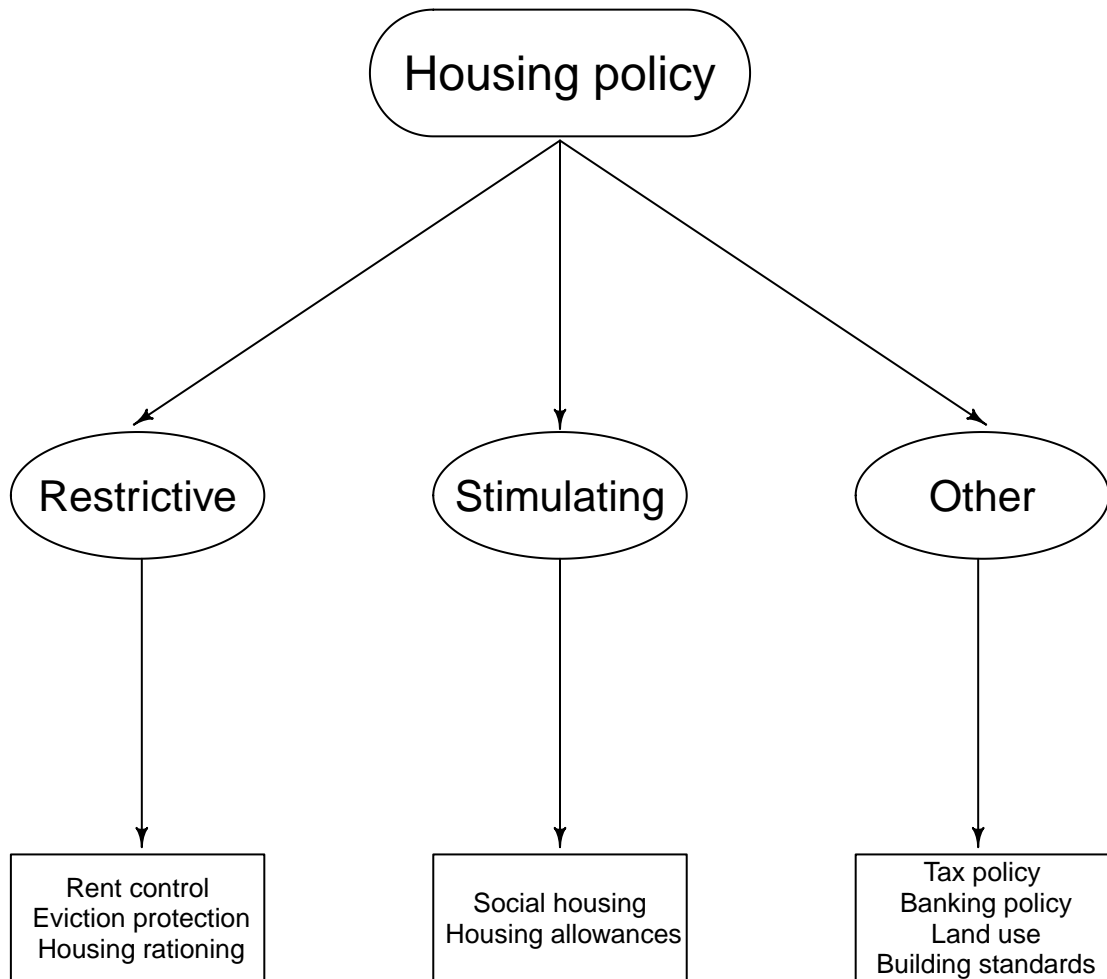 Housing policy
Restrictive
Stimulating
Other
Rent control
Eviction protection
Housing rationing
Social housing
Housing allowances
Tax policy
Banking policy
Land use
Building standards